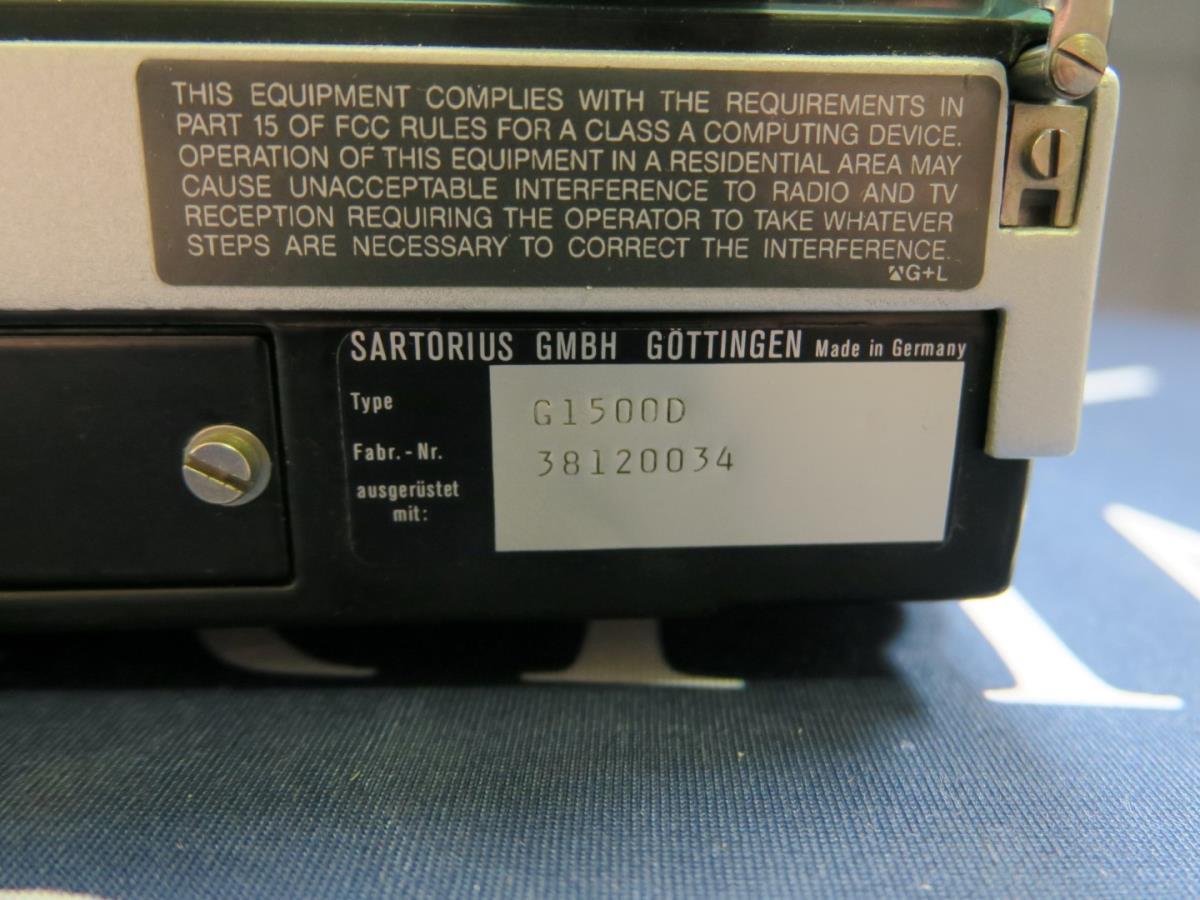 THIS EQUIPMENT COMPLIES WITH THE REQUIREMENTS IN
PART 15 OF FCC RULES FOR A CLASS A COMPUTING DEVICE.
OPERATION OF THIS EQUIPMENT IN A RESIDENTIAL AREA MAY
CAUSE UNACCEPTABLE INTERFERENCE TO RADIO AND TV
RECEPTION REQUIRING THE OPERATOR TO TAKE WHATEVER
STEPS ARE NECESSARY TO CORRECT THE INTERFERENCE.
G+L
SARTORIUS GMBH GÖTTINGEN Made in Germany
Type G1500D
Fabr.-Nr. 38120034
ausgerüstet
mit: